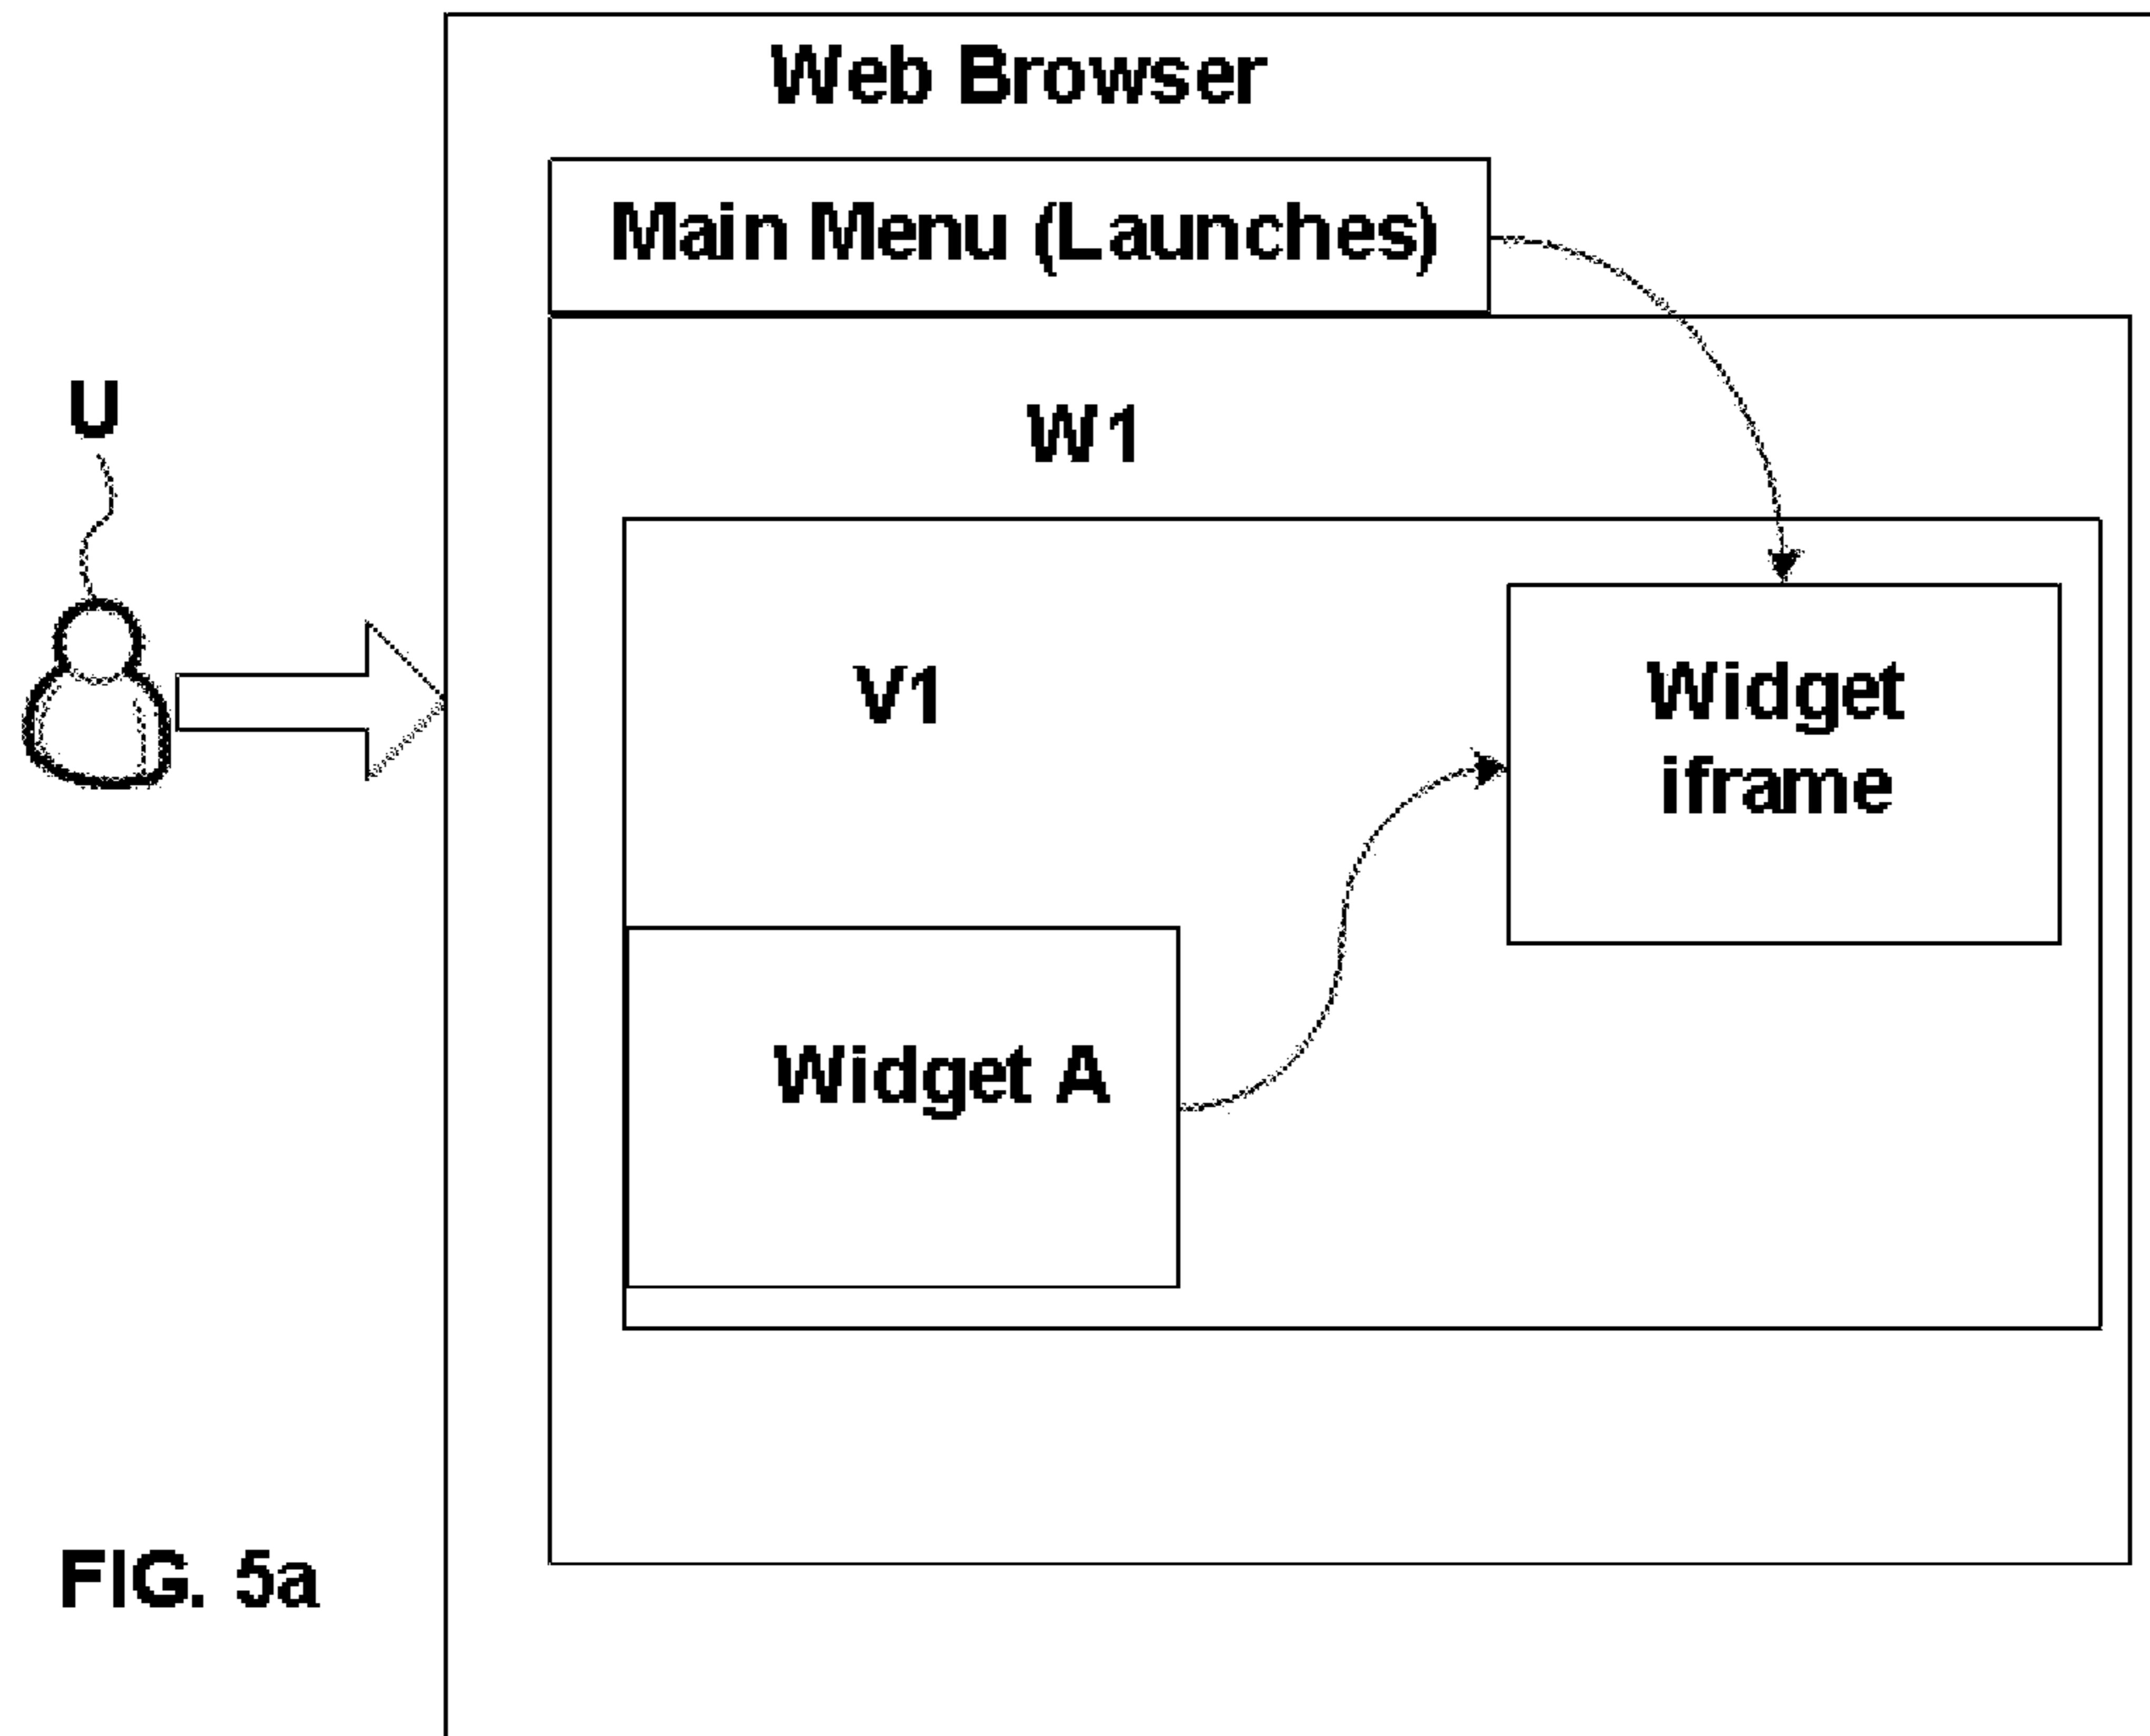 Web Browser
Main Menu (Launches)
U
W1
V1
Widget
iframe
Widget A
FIG. 5a